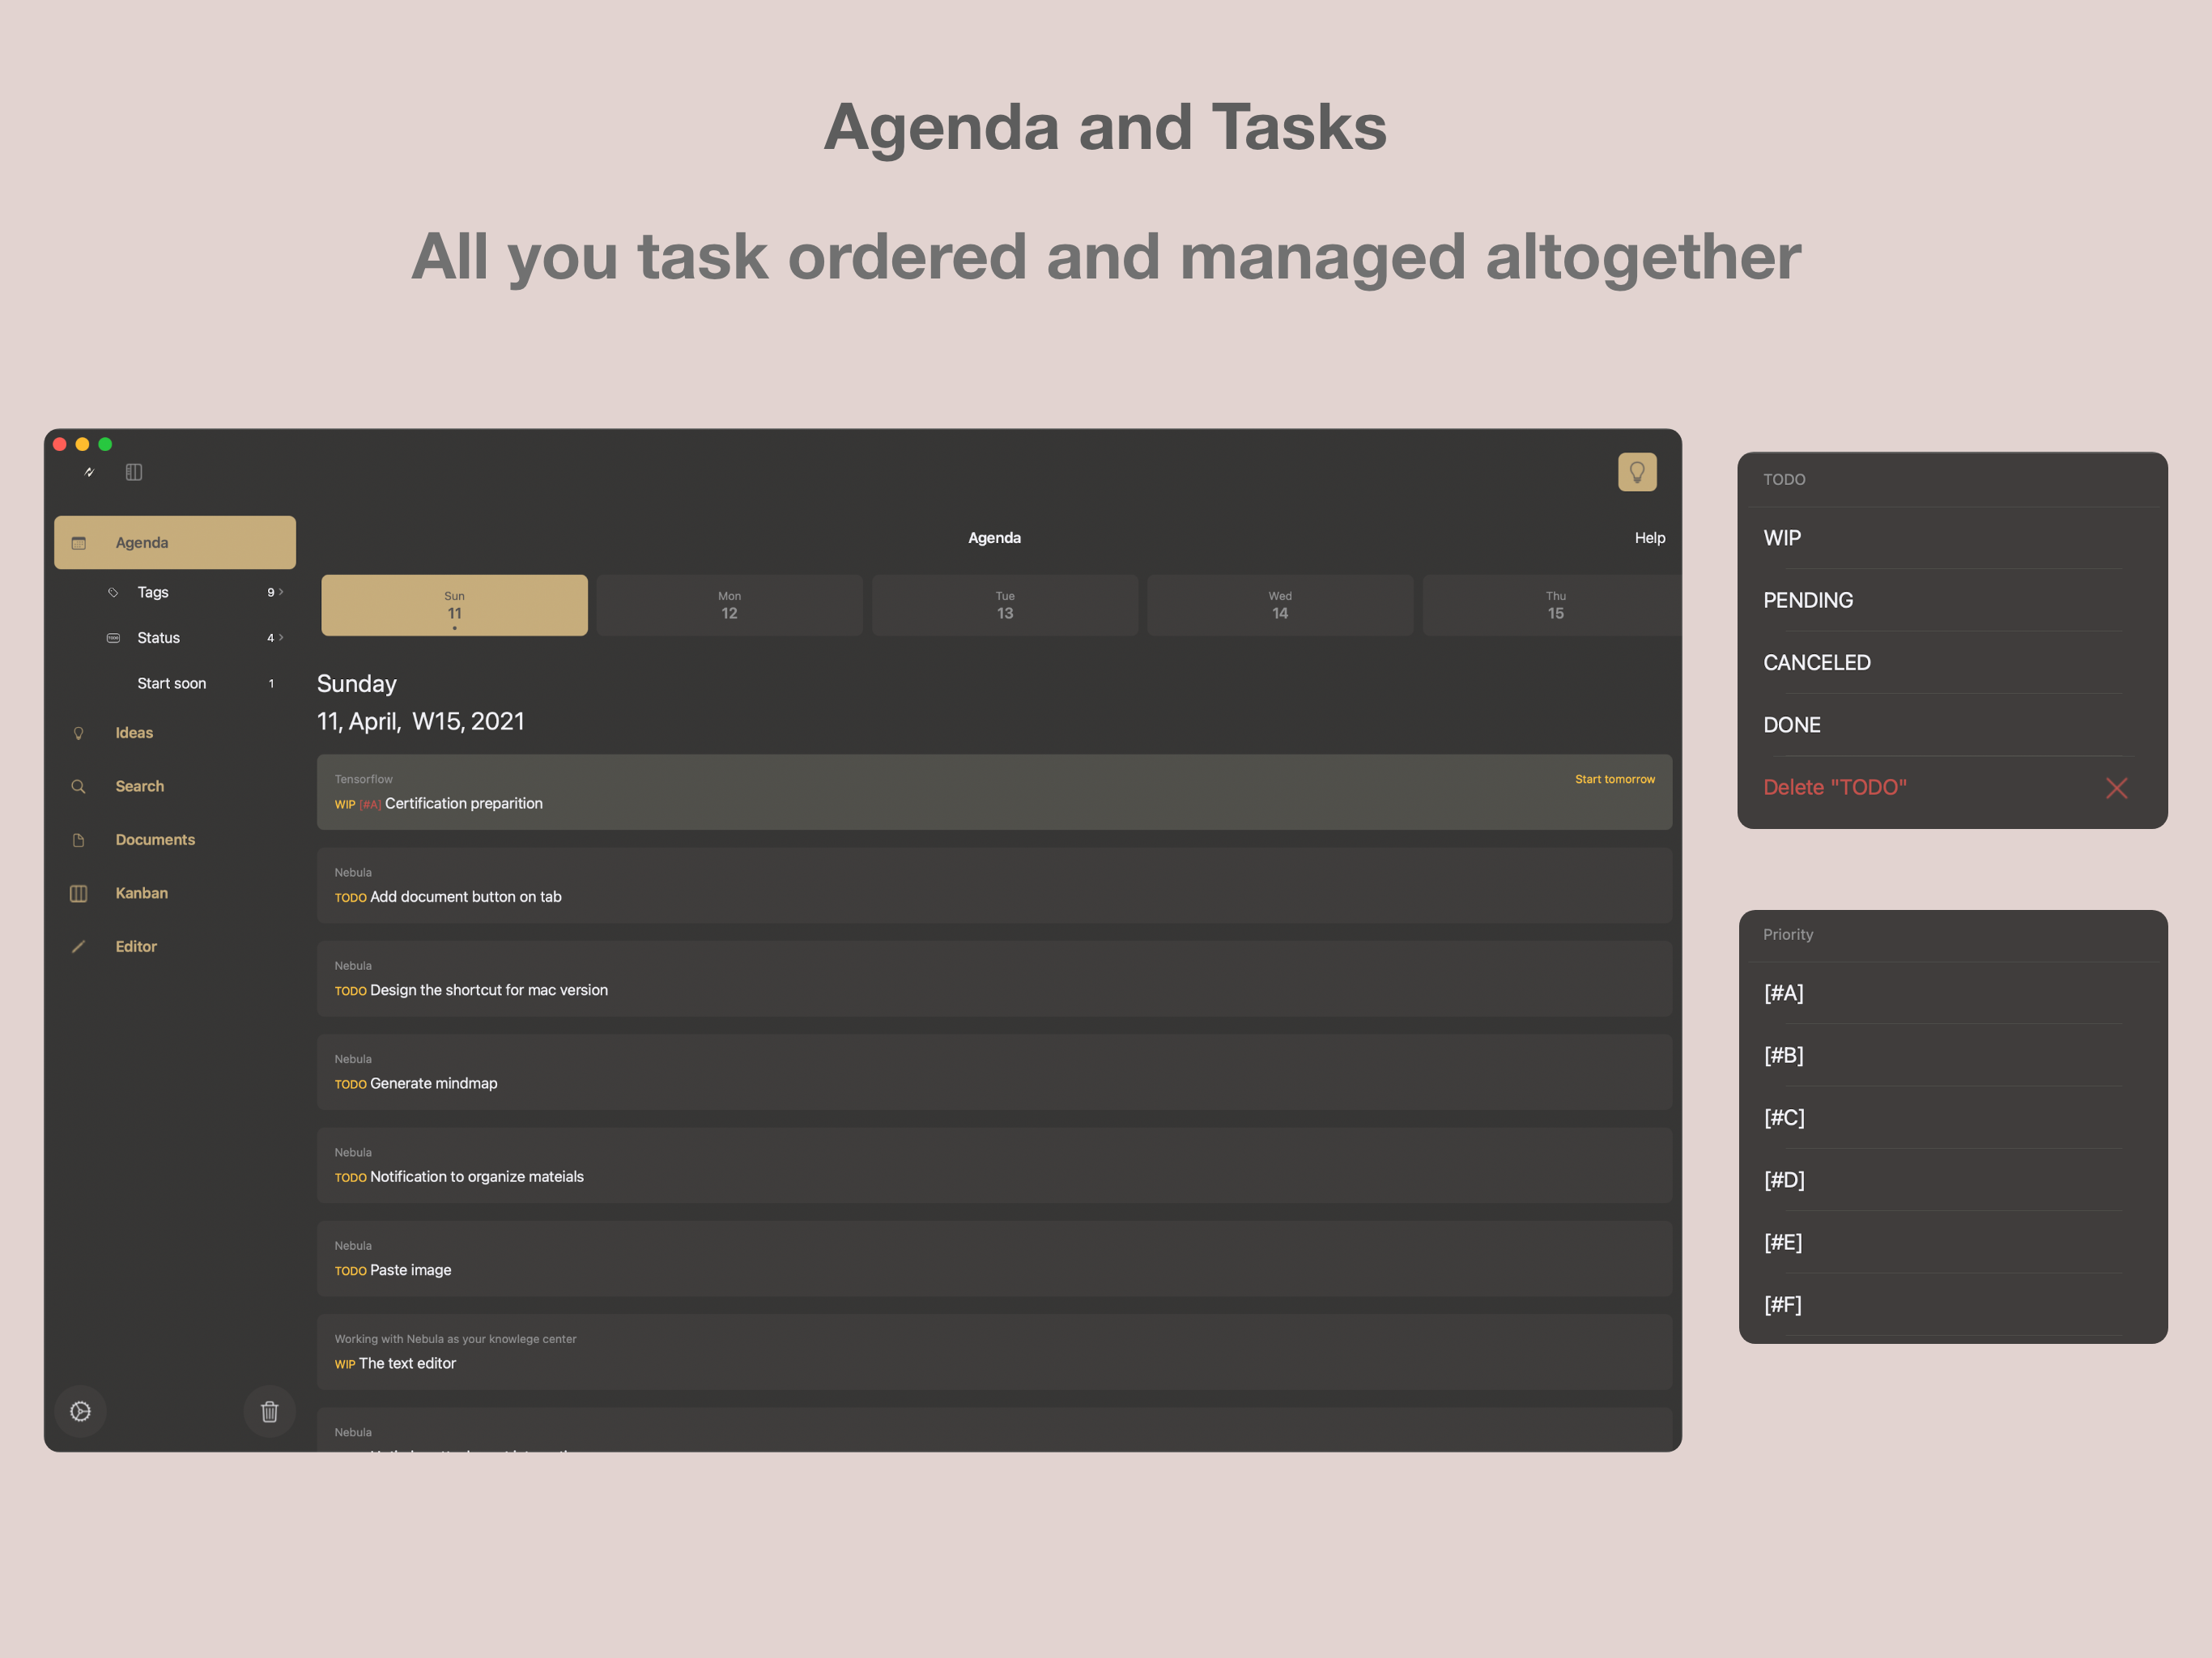 Agenda and Tasks
All you task ordered and managed altogether
Agenda
Tags 9
Status 4
Start soon 1
Ideas
Search
Documents
Kanban
Editor
Agenda
Help
Sun
11
Mon
12
Tue
13
Wed
14
Thu
15
Sunday
11, April, W15, 2021
Tensorflow
Start tomorrow
WIP [#A] Certification preparition
Nebula
TODO Add document button on tab
Nebula
TODO Design the shortcut for mac version
Nebula
TODO Generate mindmap
Nebula
TODO Notification to organize mateials
Nebula
TODO Paste image
Working with Nebula as your knowlege center
WIP The text editor
Nebula
TODO
WIP
PENDING
CANCELED
DONE
Delete "TODO"
Priority
[#A]
[#B]
[#C]
[#D]
[#E]
[#F]